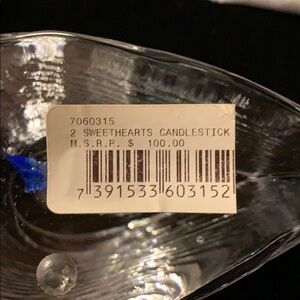 7060315
2 SWEETHEARTS CANDLESTICK
M.S.R.P. $ 100.00
7 391533 603152